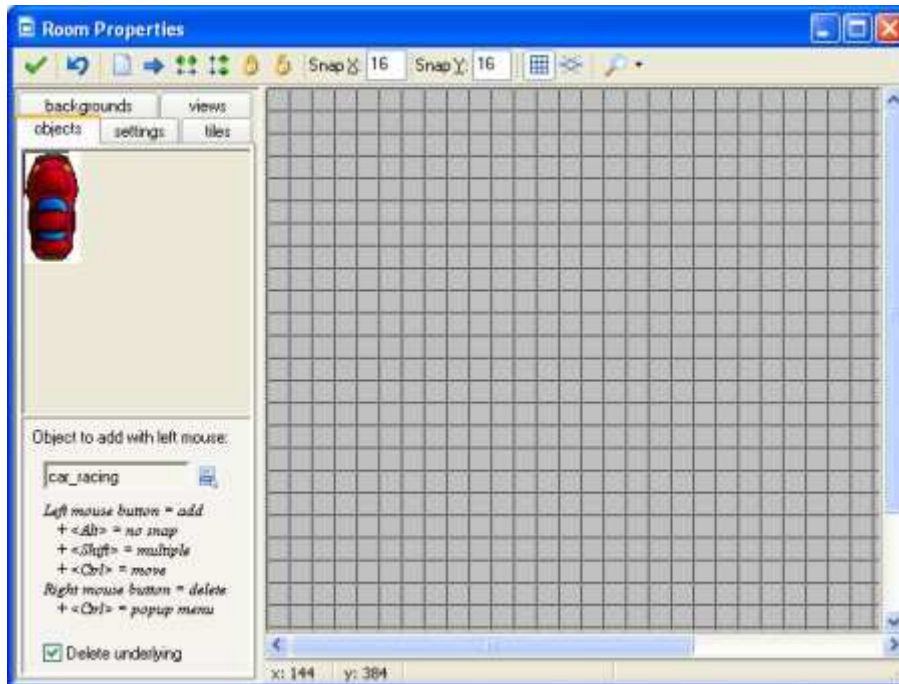 Room Properties
Snap X: 16 Snap Y: 16
backgrounds views
objects settings tiles
Object to add with left mouse:
car_racing
Left mouse button = add
+ <Alt> = no snap
+ <Shift> = multiple
+ <Ctrl> = move
Right mouse button = delete
+ <Ctrl> = popup menu
Delete underlying
x: 144 y: 384